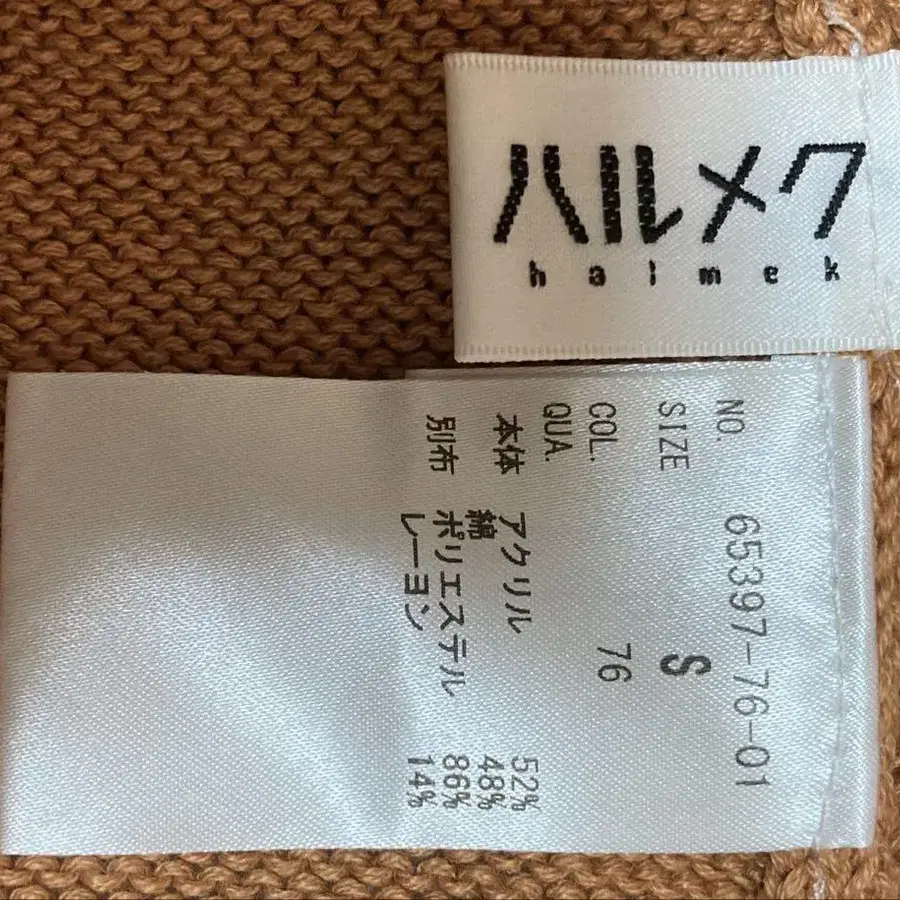 ハルメク
halmek
NO. 65397-76-01
SIZE S
COL. 76
QUA.
本体 アクリル 52%
綿 48%
別布 ポリエステル 86%
レーヨン 14%